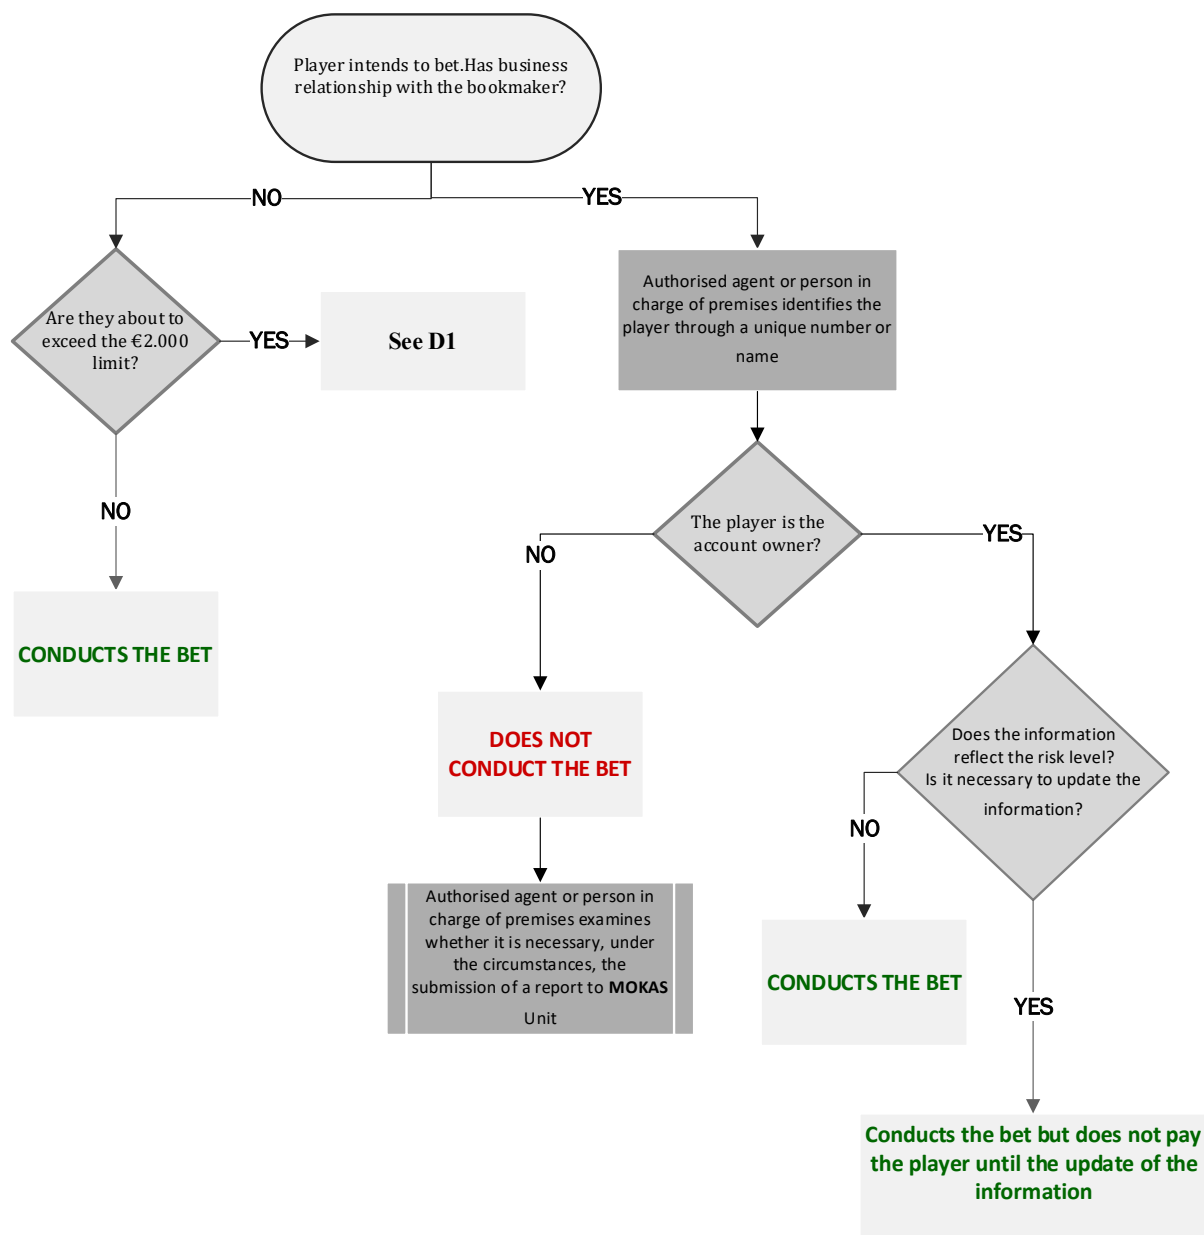 Player intends to bet.Has business
relationship with the bookmaker?
NO
YES
Are they about to
exceed the €2.000
limit?
YES
See D1
Authorised agent or person in
charge of premises identifies the
player through a unique number or
name
NO
CONDUCTS THE BET
The player is the
account owner?
NO
YES
DOES NOT
CONDUCT THE BET
Authorised agent or person in
charge of premises examines
whether it is necessary, under
the circumstances, the
submission of a report to MOKAS
Unit
Does the information
reflect the risk level?
Is it necessary to update the
information?
NO
CONDUCTS THE BET
YES
Conducts the bet but does not pay
the player until the update of the
information